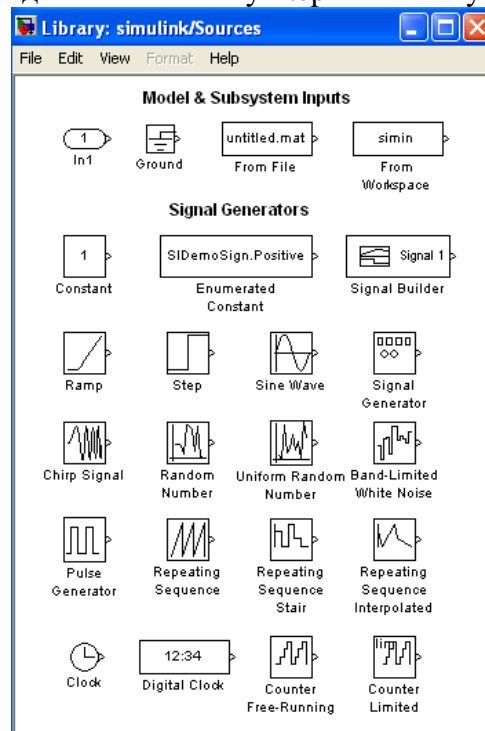 Library: simulink/Sources
File Edit View Format Help
Model & Subsystem Inputs
1 untitled.mat simin
In1 Ground From File From
Workspace
Signal Generators
1 SlDemoSign.Positive Signal 1
Constant Enumerated Signal Builder
Constant
Ramp Step Sine Wave Signal
Generator
Chirp Signal Random Uniform Random Band-Limited
Number Number White Noise
Pulse Repeating Repeating Repeating
Generator Sequence Sequence Sequence
Stair Interpolated
12:34 lim
Clock Digital Clock Counter Counter
Free-Running Limited